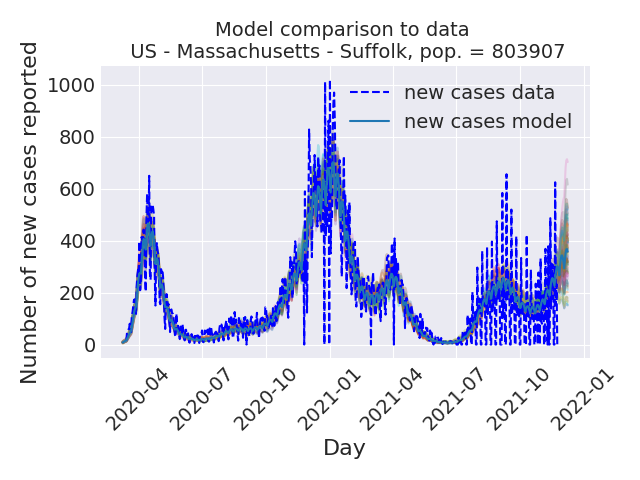 Model comparison to data
US - Massachusetts - Suffolk, pop. = 803907
Number of new cases reported
1000
800
600
400
200
0
new cases data
new cases model
2020-04
2020-07
2020-10
2021-01
2021-04
2021-07
2021-10
2022-01
Day